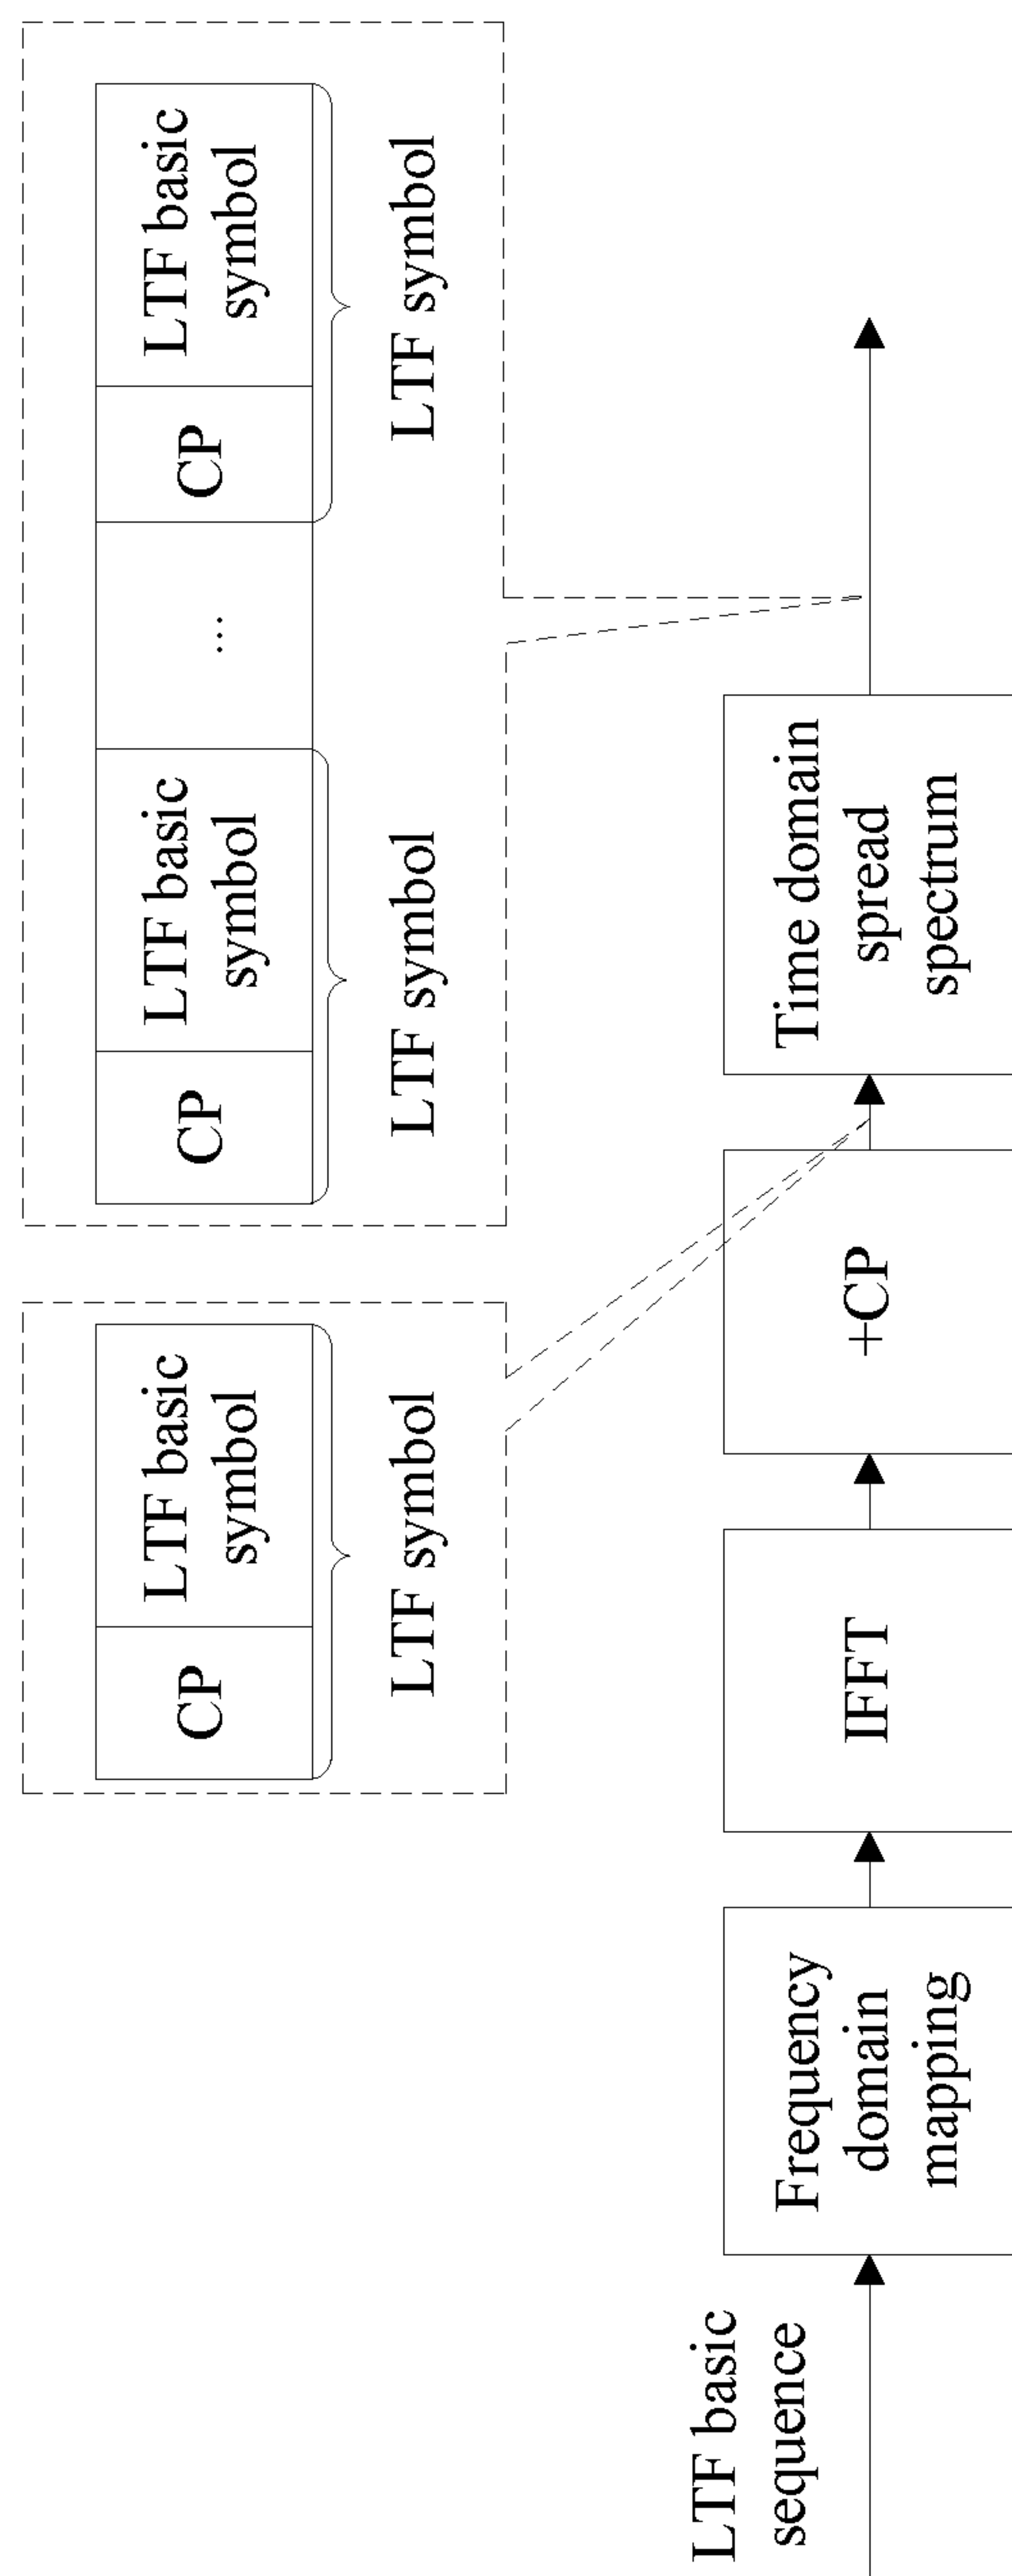 CP
LTF basic
symbol
CP
LTF basic
symbol
...
CP
LTF basic
symbol
LTF symbol
LTF symbol
LTF symbol
LTF basic
sequence
Frequency
domain
mapping
IFFT
+CP
Time domain
spread
spectrum